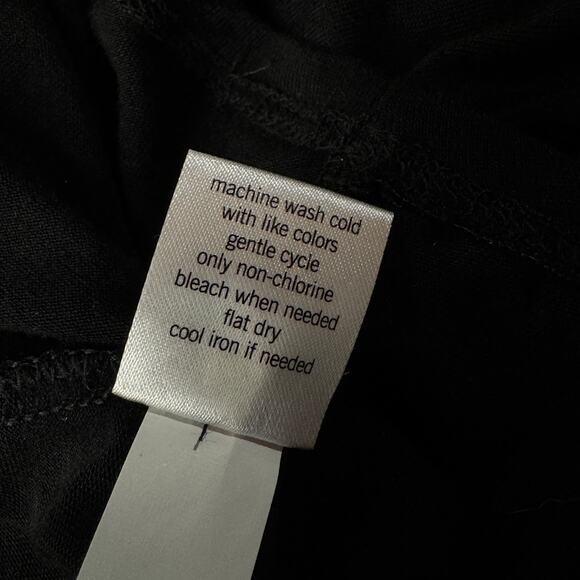 machine wash cold
with like colors
gentle cycle
only non-chlorine
bleach when needed
flat dry
cool iron if needed